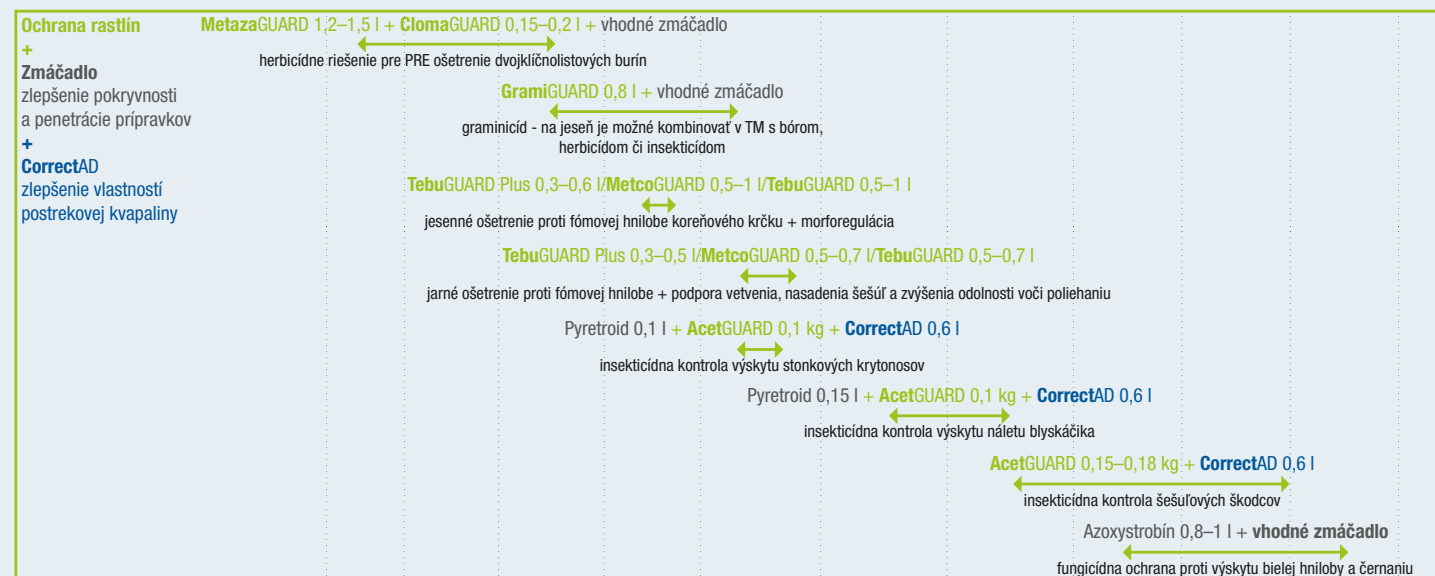 Ochrana rastlín
+
Zmáčadlo
zlepšenie pokryvnosti
a penetrácie prípravkov
+
CorrectAD
zlepšenie vlastností
postrekovej kvapaliny
MetazaGUARD 1,2–1,5 l + ClomaGUARD 0,15–0,2 l + vhodné zmáčadlo
herbicídne riešenie pre PRE ošetrenie dvojklíčnolistových burín
GramiGUARD 0,8 l + vhodné zmáčadlo
graminicíd - na jeseň je možné kombinovať v TM s bórom,
herbicídom či insekticídom
TebuGUARD Plus 0,3–0,6 l/MetcoGUARD 0,5–1 l/TebuGUARD 0,5–1 l
jesenné ošetrenie proti fómovej hnilobe koreňového krčku + morforegulácia
TebuGUARD Plus 0,3–0,5 l/MetcoGUARD 0,5–0,7 l/TebuGUARD 0,5–0,7 l
jarné ošetrenie proti fómovej hnilobe + podpora vetvenia, nasadenia šešúľ a zvýšenia odolnosti voči poliehaniu
Pyretroid 0,1 l + AcetGUARD 0,1 kg + CorrectAD 0,6 l
insekticídna kontrola výskytu stonkových krytonosov
Pyretroid 0,15 l + AcetGUARD 0,1 kg + CorrectAD 0,6 l
insekticídna kontrola výskytu náletu blyskáčika
AcetGUARD 0,15–0,18 kg + CorrectAD 0,6 l
insekticídna kontrola šešuľových škodcov
Azoxystrobín 0,8–1 l + vhodné zmáčadlo
fungicídna ochrana proti výskytu bielej hniloby a černaniu